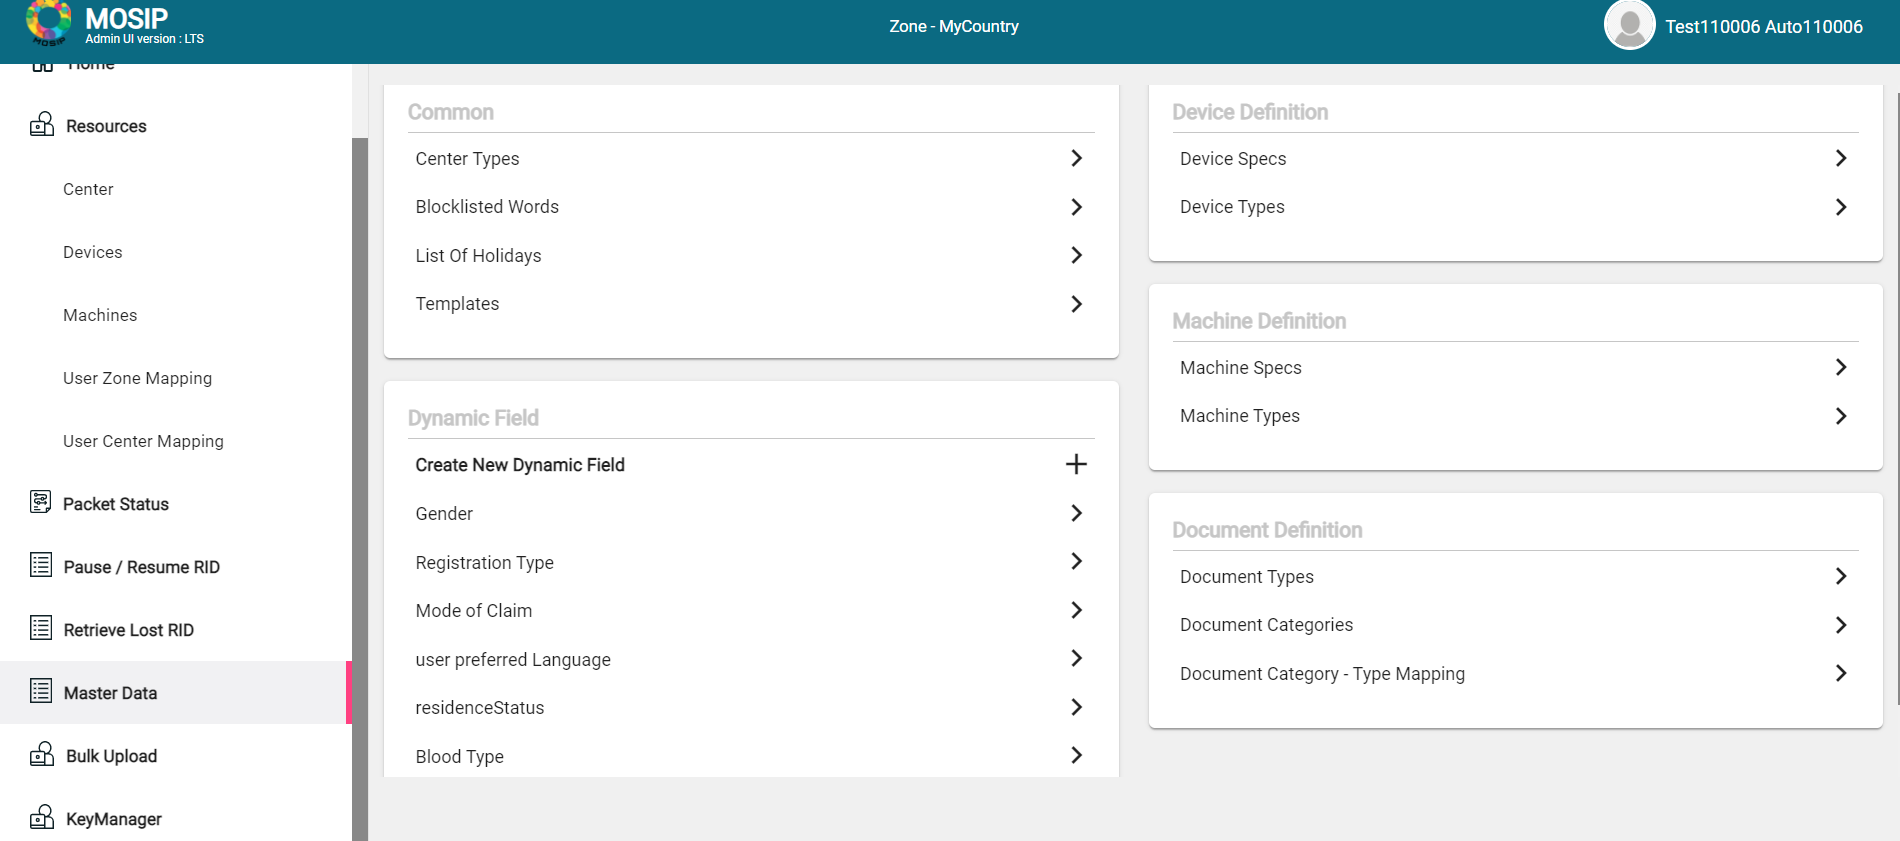 MOSIP
Admin UI version : LTS
MOSIP
Zone - MyCountry
Test110006 Auto110006
Home
Resources
Center
Devices
Machines
User Zone Mapping
User Center Mapping
Packet Status
Pause / Resume RID
Retrieve Lost RID
Master Data
Bulk Upload
KeyManager
Common
Center Types
Blocklisted Words
List Of Holidays
Templates
Dynamic Field
Create New Dynamic Field
Gender
Registration Type
Mode of Claim
user preferred Language
residenceStatus
Blood Type
Device Definition
Device Specs
Device Types
Machine Definition
Machine Specs
Machine Types
Document Definition
Document Types
Document Categories
Document Category - Type Mapping